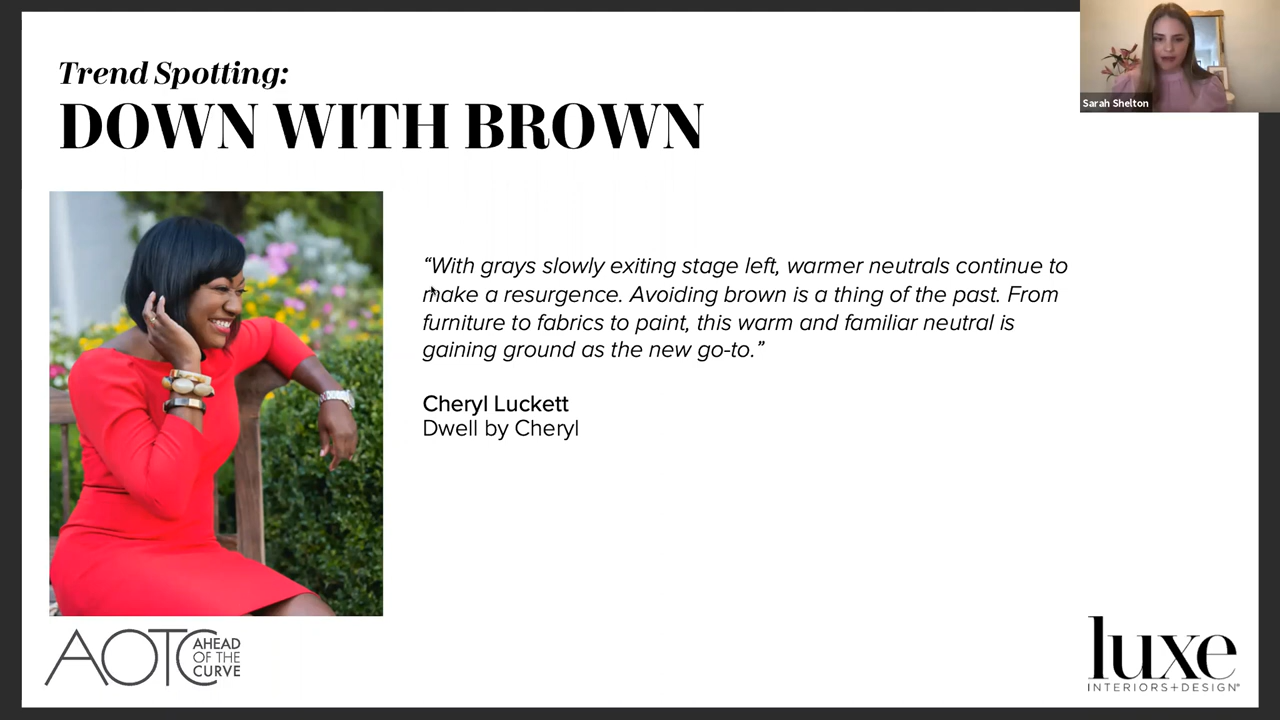 Trend Spotting:
DOWN WITH BROWN
Sarah Shelton
“With grays slowly exiting stage left, warmer neutrals continue to
make a resurgence. Avoiding brown is a thing of the past. From
furniture to fabrics to paint, this warm and familiar neutral is
gaining ground as the new go-to.”
Cheryl Luckett
Dwell by Cheryl
AOTC AHEAD
OF THE
CURVE
luxe
INTERIORS+DESIGN®